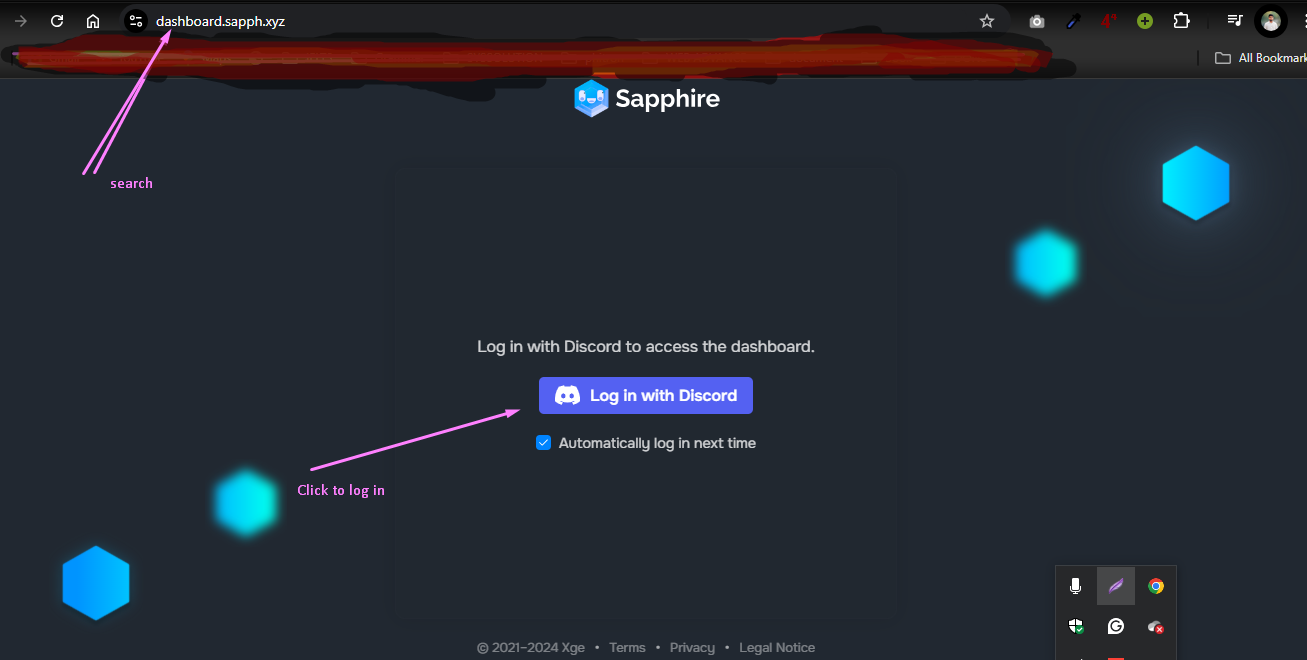 dashboard.sapph.xyz
All Bookmark
Sapphire
search
Log in with Discord to access the dashboard.
Log in with Discord
Automatically log in next time
Click to log in
© 2021–2024 Xge • Terms • Privacy • Legal Notice